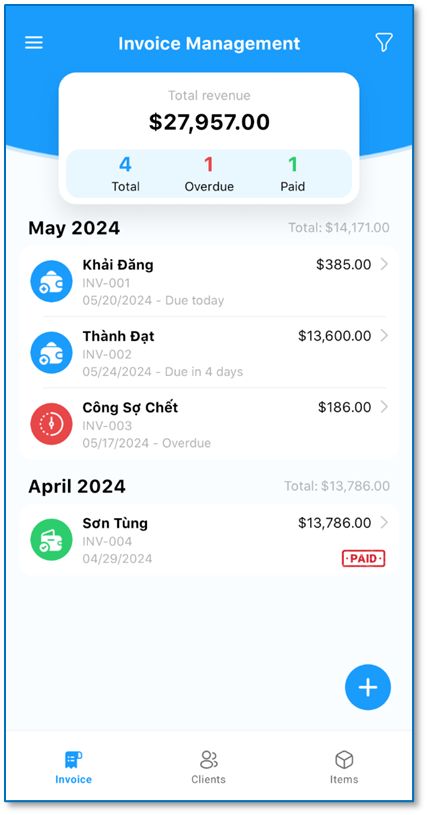 Invoice Management
Total revenue
$27,957.00
4 1 1
Total Overdue Paid
May 2024 Total: $14,171.00
Khải Đăng $385.00
INV-001
05/20/2024 - Due today
Thành Đạt $13,600.00
INV-002
05/24/2024 - Due in 4 days
Công Sợ Chết $186.00
INV-003
05/17/2024 - Overdue
April 2024 Total: $13,786.00
Sơn Tùng $13,786.00
INV-004
05/29/2024 PAID
Invoice Clients Items